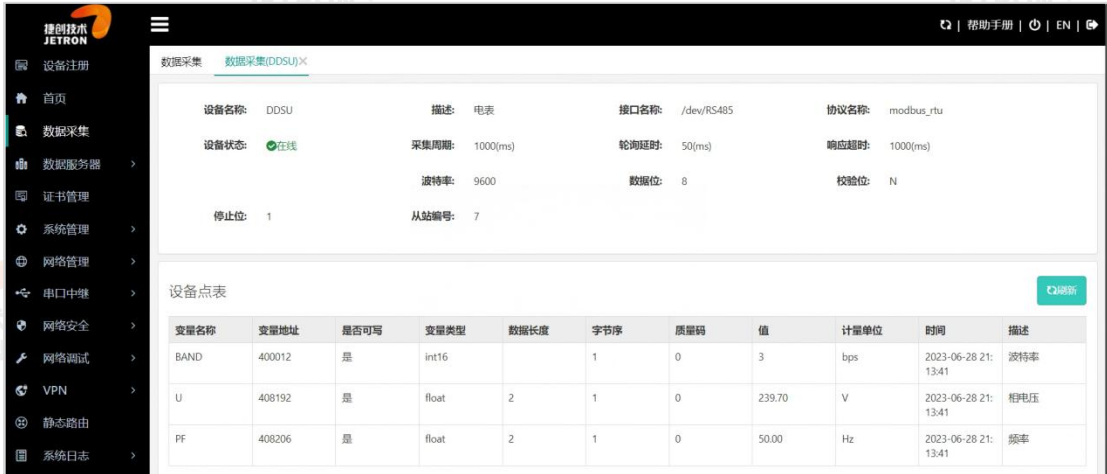 捷创技术
JETRON
| 帮助手册 | | EN |
设备注册
首页
数据采集
数据服务器
证书管理
系统管理
网络管理
串口中继
网络安全
网络调试
VPN
静态路由
系统日志
数据采集 数据采集(DDSU)×
设备名称: DDSU 描述: 电表 接口名称: /dev/RS485 协议名称: modbus_rtu
设备状态: 在线 采集周期: 1000(ms) 轮询延时: 50(ms) 响应超时: 1000(ms)
波特率: 9600 数据位: 8 校验位: N
停止位: 1 从站编号: 7
设备点表 刷新
变量名称 变量地址 是否可写 变量类型 数据长度 字节序 质量码 值 计量单位 时间 描述
BAND 400012 是 int16 1 0 3 bps 2023-06-28 21: 波特率
13:41
U 408192 是 float 2 1 0 239.70 V 2023-06-28 21: 相电压
13:41
PF 408206 是 float 2 1 0 50.00 Hz 2023-06-28 21: 频率
13:41